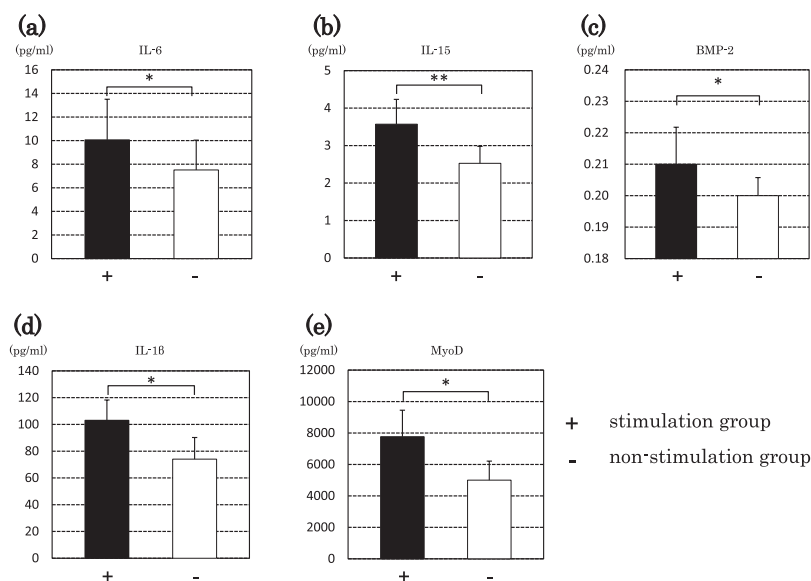 (a)
IL-6
(pg/ml)
16
14
12
10
8
6
4
2
0
*
+ -
(b)
IL-15
(pg/ml)
5
4
3
2
1
0
**
+ -
(c)
BMP-2
(pg/ml)
0.24
0.23
0.22
0.21
0.20
0.19
0.18
*
+ -
(d)
IL-1ß
(pg/ml)
140
120
100
80
60
40
20
0
*
+ -
(e)
MyoD
(pg/ml)
12000
10000
8000
6000
4000
2000
0
*
+ -
+ stimulation group
- non-stimulation group